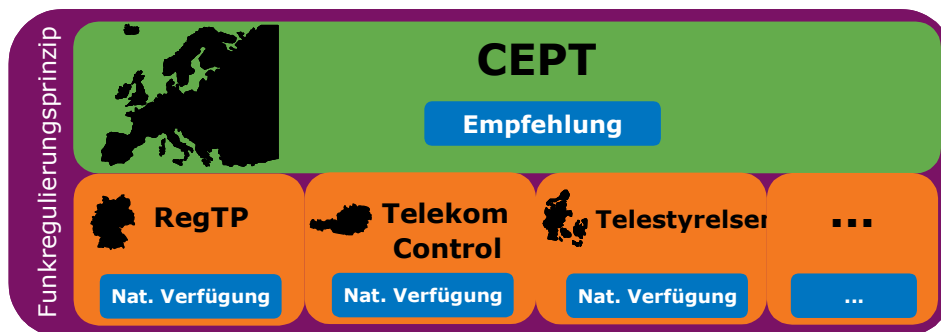 Funkregulierungsprinzip
CEPT
Empfehlung
RegTP
Nat. Verfügung
Telekom
Control
Nat. Verfügung
Telestyrelsen
Nat. Verfügung
...
...